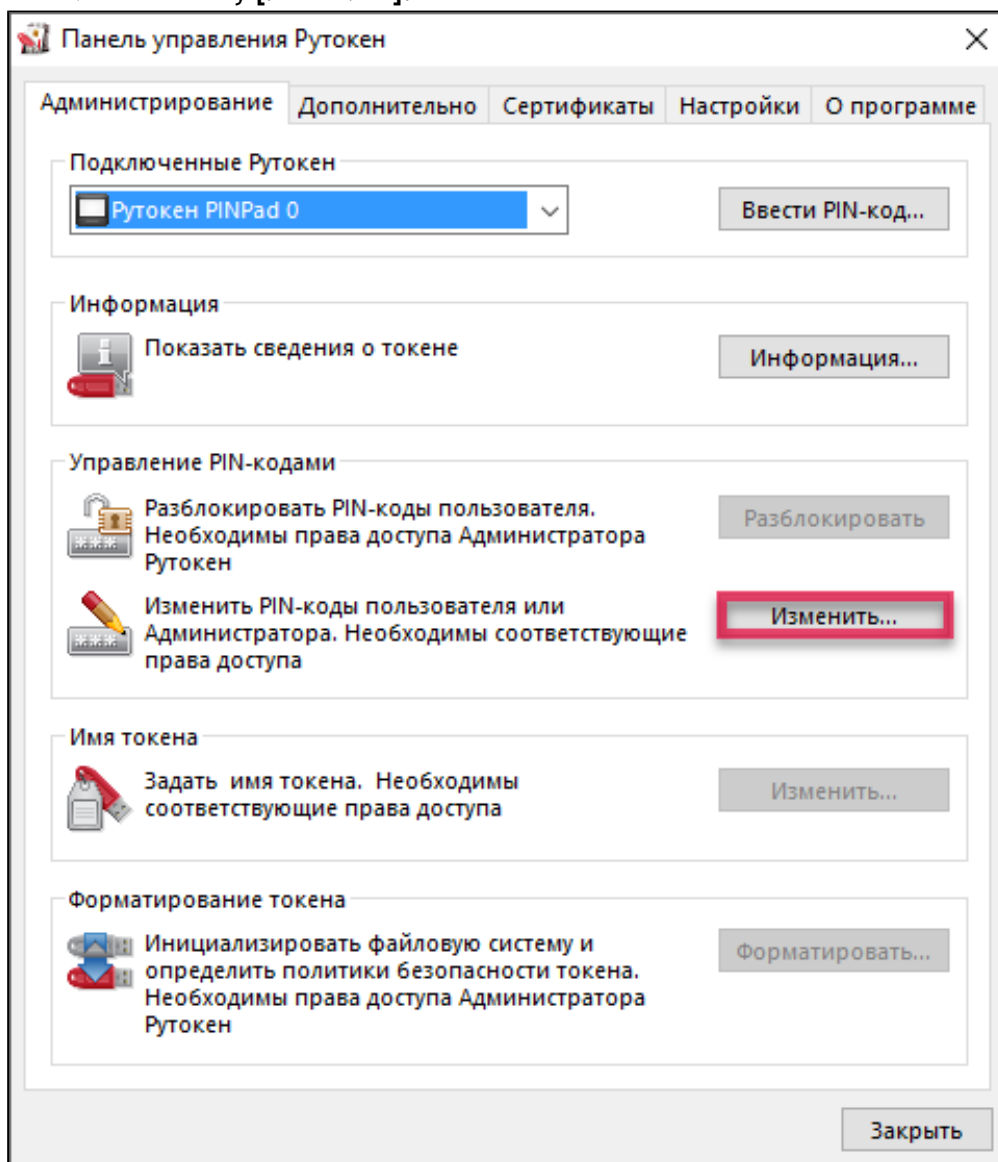 Панель управления Рутокен
Администрирование Дополнительно Сертификаты Настройки О программе
Подключенные Рутокен
Рутокен PINPad 0
Ввести PIN-код...
Информация
Показать сведения о токене
Информация...
Управление PIN-кодами
Разблокировать PIN-коды пользователя.
Необходимы права доступа Администратора
Рутокен
Разблокировать
Изменить PIN-коды пользователя или
Администратора. Необходимы соответствующие
права доступа
Изменить...
Имя токена
Задать имя токена. Необходимы
соответствующие права доступа
Изменить...
Форматирование токена
Инициализировать файловую систему и
определить политики безопасности токена.
Необходимы права доступа Администратора
Рутокен
Форматировать...
Закрыть